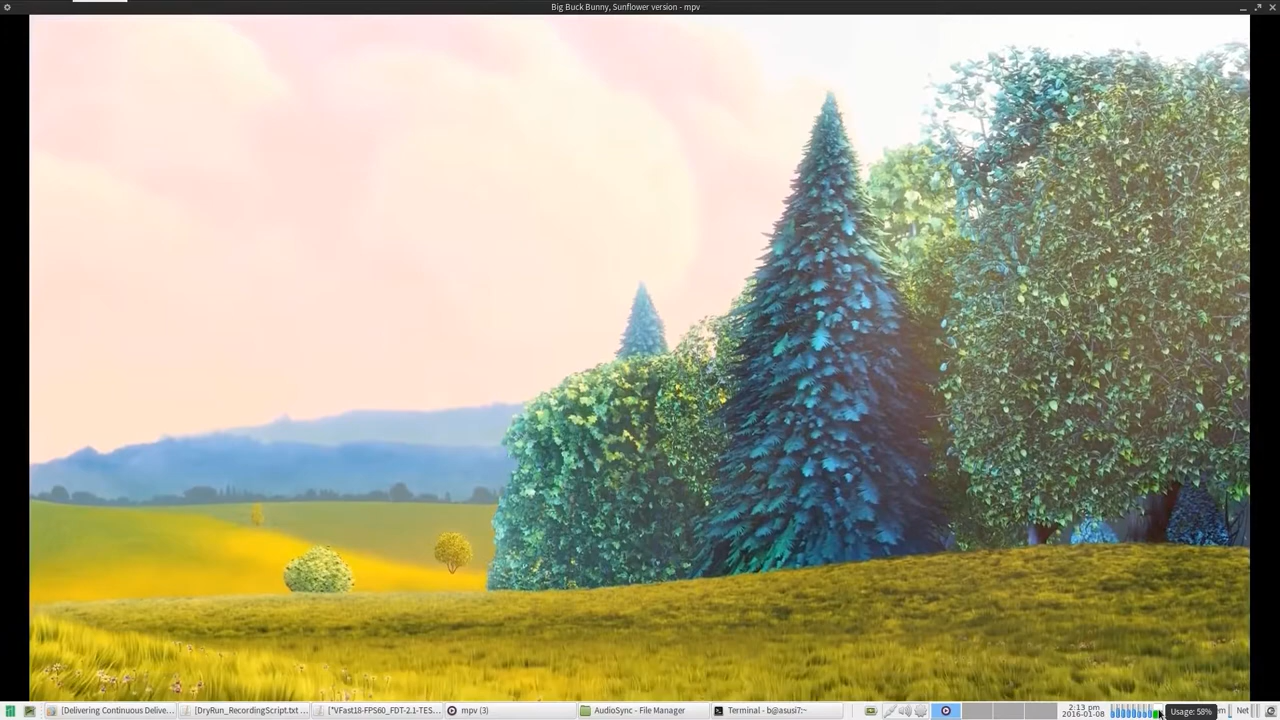 Big Buck Bunny, Sunflower version - mpv
[Delivering Continuous Delive...
[DryRun_RecordingScript.txt ...
[*VFast18-FPS60_FDT-2.1-TES...
mpv (3)
AudioSync - File Manager
Terminal - b@asusi7:~
2:13 pm
2016-01-08
Usage: 58%
Net